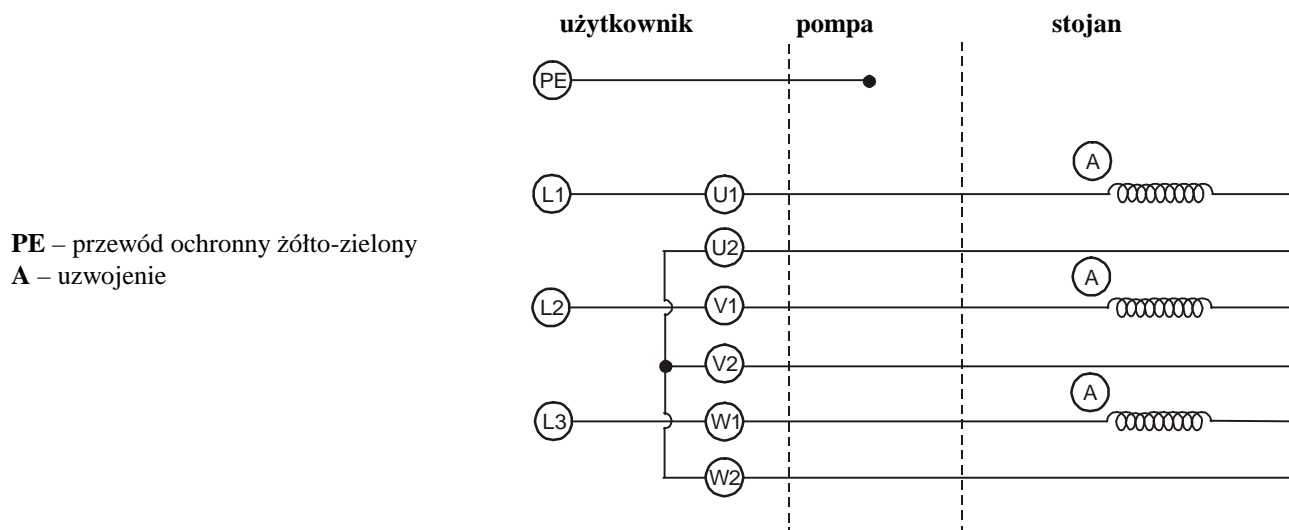 użytkownik pompa stojan
PE
A
L1 U1
PE – przewód ochronny żółto-zielony
A – uzwojenie
U2
A
L2 V1
V2
A
L3 W1
W2